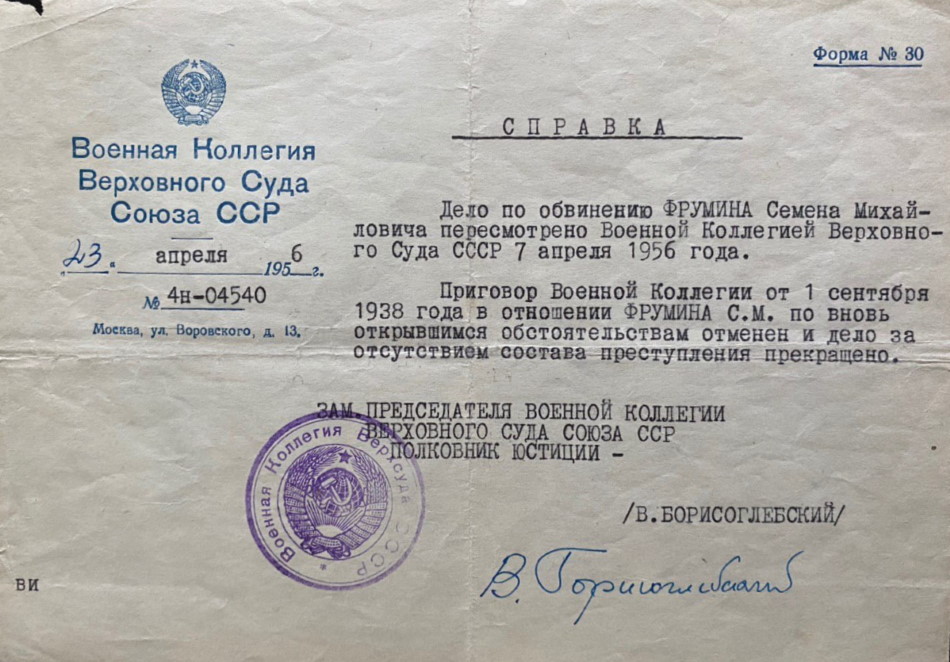 Форма № 30
Военная Коллегия
Верховного Суда
Союза ССР
„23“ апреля 1956 г.
№ 4н-04540
Москва, ул. Воровского, д. 13.
СПРАВКА
Дело по обвинению ФРУМИНА Семена Михай-
ловича пересмотрено Военной Коллегией Верховно-
го Суда СССР 7 апреля 1956 года.
Приговор Военной Коллегии от 1 сентября
1938 года в отношении ФРУМИНА С.М. по вновь
открывшимся обстоятельствам отменен и дело за
отсутствием состава преступления прекращено.
ЗАМ.ПРЕДСЕДАТЕЛЯ ВОЕННОЙ КОЛЛЕГИИ
ВЕРХОВНОГО СУДА СОЮЗА ССР
ПОЛКОВНИК ЮСТИЦИИ -
Военная Коллегия Верхсуда СССР
/В.БОРИСОГЛЕБСКИЙ/
В. Борисоглебский
ВИ